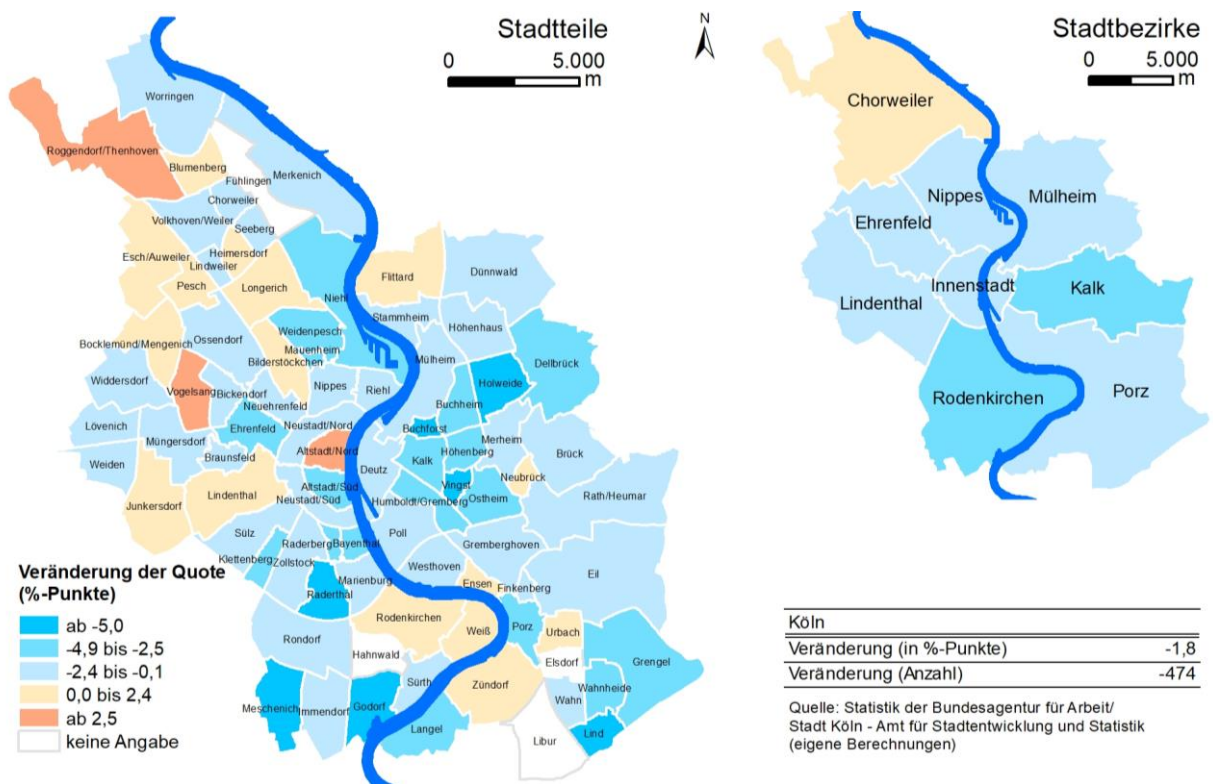 Stadtteile
0 5.000
m
N
Worringen
Roggendorf/Thenhoven
Blumenberg
Fühlingen
Merkenich
Chorweiler
Volkhoven/Weiler
Seeberg
Esch/Auweiler
Heimersdorf
Lindweiler
Pesch
Longerich
Niehl
Flittard
Dünnwald
Stammheim
Höhenhaus
Weidenpesch
Ossendorf
Mauenheim
Bocklemünd/Mengenich
Bilderstöckchen
Mülheim
Dellbrück
Widdersdorf
Vogelsang
Bickendorf
Nippes
Riehl
Holweide
Neuehrenfeld
Buchheim
Lövenich
Ehrenfeld
Neustadt/Nord
Buchforst
Müngersdorf
Merheim
Altstadt/Nord
Höhenberg
Brück
Weiden
Braunsfeld
Kalk
Deutz
Neubrück
Altstadt/Süd
Vingst
Lindenthal
Neustadt/Süd
Humboldt/Gremberg
Ostheim
Rath/Heumar
Junkersdorf
Sülz
Raderberg
Bayenthal
Poll
Gremberghoven
Klettenberg
Zollstock
Marienburg
Westhoven
Eil
Raderthal
Ensen
Finkenberg
Rodenkirchen
Weiß
Porz
Urbach
Rondorf
Hahnwald
Elsdorf
Grengel
Sürth
Zündorf
Wahn
Wahnheide
Meschenich
Immendorf
Godorf
Langel
Lind
Libur
Veränderung der Quote
(%-Punkte)
ab -5,0
-4,9 bis -2,5
-2,4 bis -0,1
0,0 bis 2,4
ab 2,5
keine Angabe
Stadtbezirke
0 5.000
m
Chorweiler
Nippes
Mülheim
Ehrenfeld
Innenstadt
Kalk
Lindenthal
Rodenkirchen
Porz
Köln
Veränderung (in %-Punkte) -1,8
Veränderung (Anzahl) -474
Quelle: Statistik der Bundesagentur für Arbeit/
Stadt Köln - Amt für Stadtentwicklung und Statistik
(eigene Berechnungen)